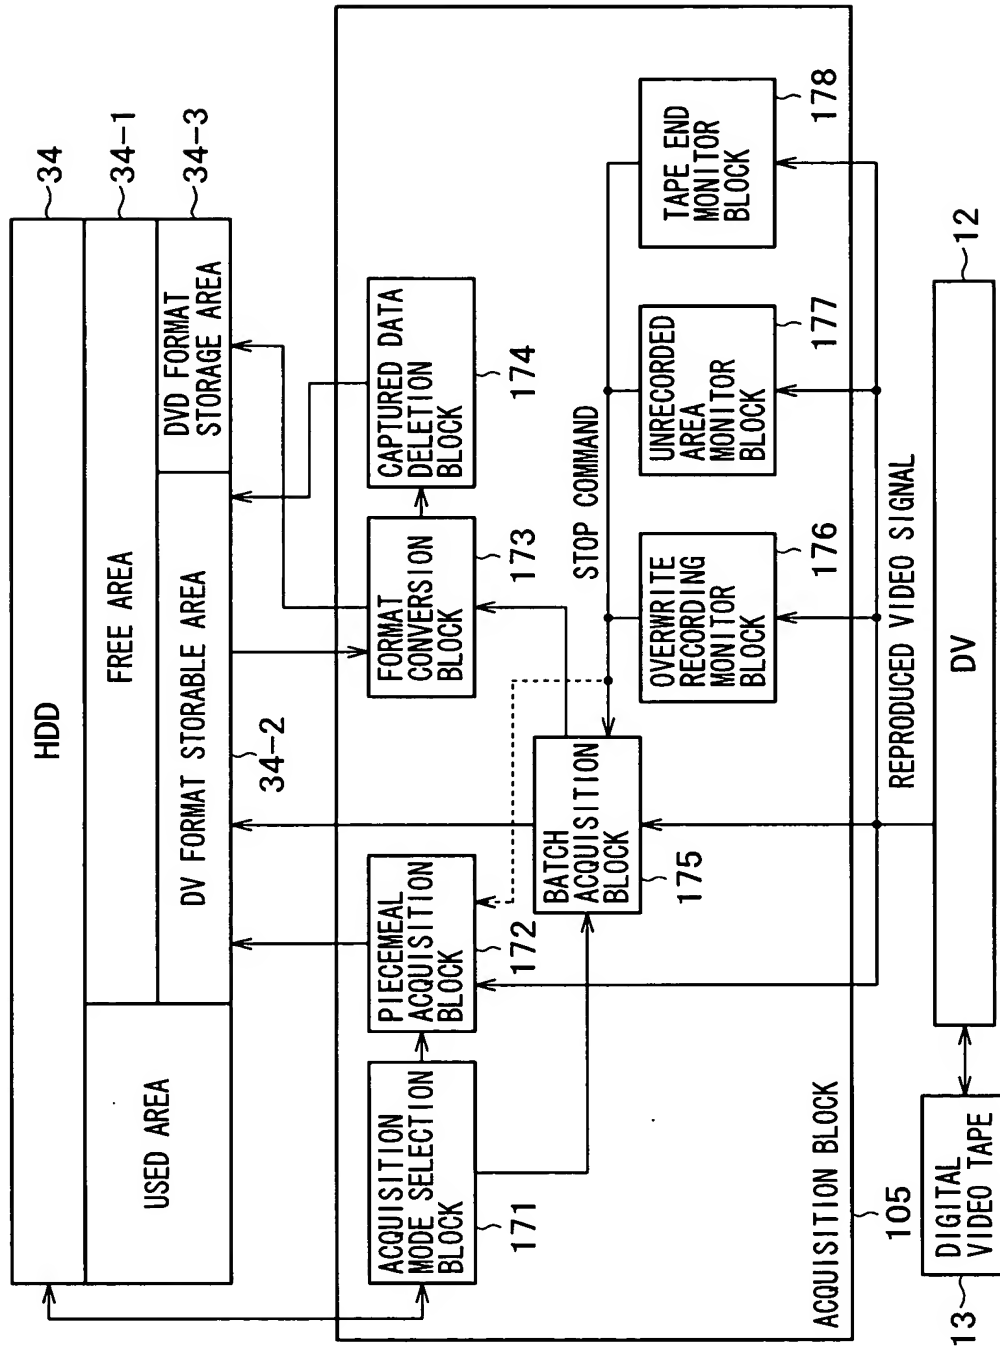 HDD
34
FREE AREA
34-1
USED AREA
DV FORMAT STORABLE AREA
34-2
DVD FORMAT
STORAGE AREA
34-3
ACQUISITION
MODE SELECTION
BLOCK
171
PIECEMEAL
ACQUISITION
BLOCK
172
FORMAT
CONVERSION
BLOCK
173
CAPTURED DATA
DELETION
BLOCK
174
BATCH
ACQUISITION
BLOCK
175
STOP COMMAND
OVERWRITE
RECORDING
MONITOR
BLOCK
176
UNRECORDED
AREA
MONITOR
BLOCK
177
TAPE END
MONITOR
BLOCK
178
ACQUISITION BLOCK
105
REPRODUCED VIDEO SIGNAL
DIGITAL
VIDEO TAPE
13
DV
12